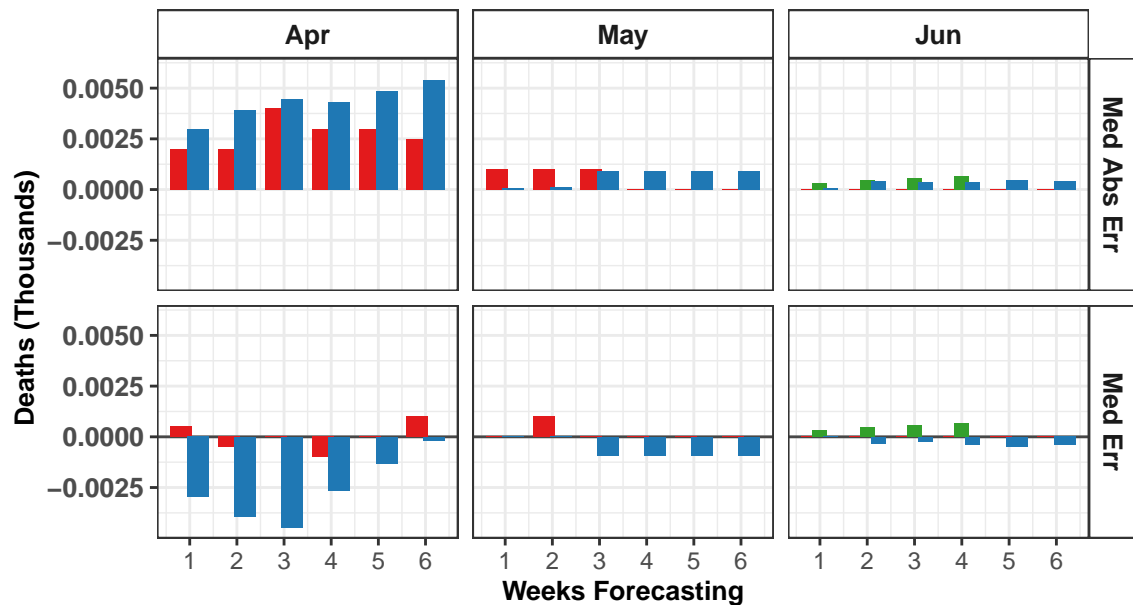 Apr May Jun
Deaths (Thousands)
0.0050
0.0025
0.0000
−0.0025
Med Abs Err
0.0050
0.0025
0.0000
−0.0025
Med Err
1 2 3 4 5 6 1 2 3 4 5 6 1 2 3 4 5 6
Weeks Forecasting